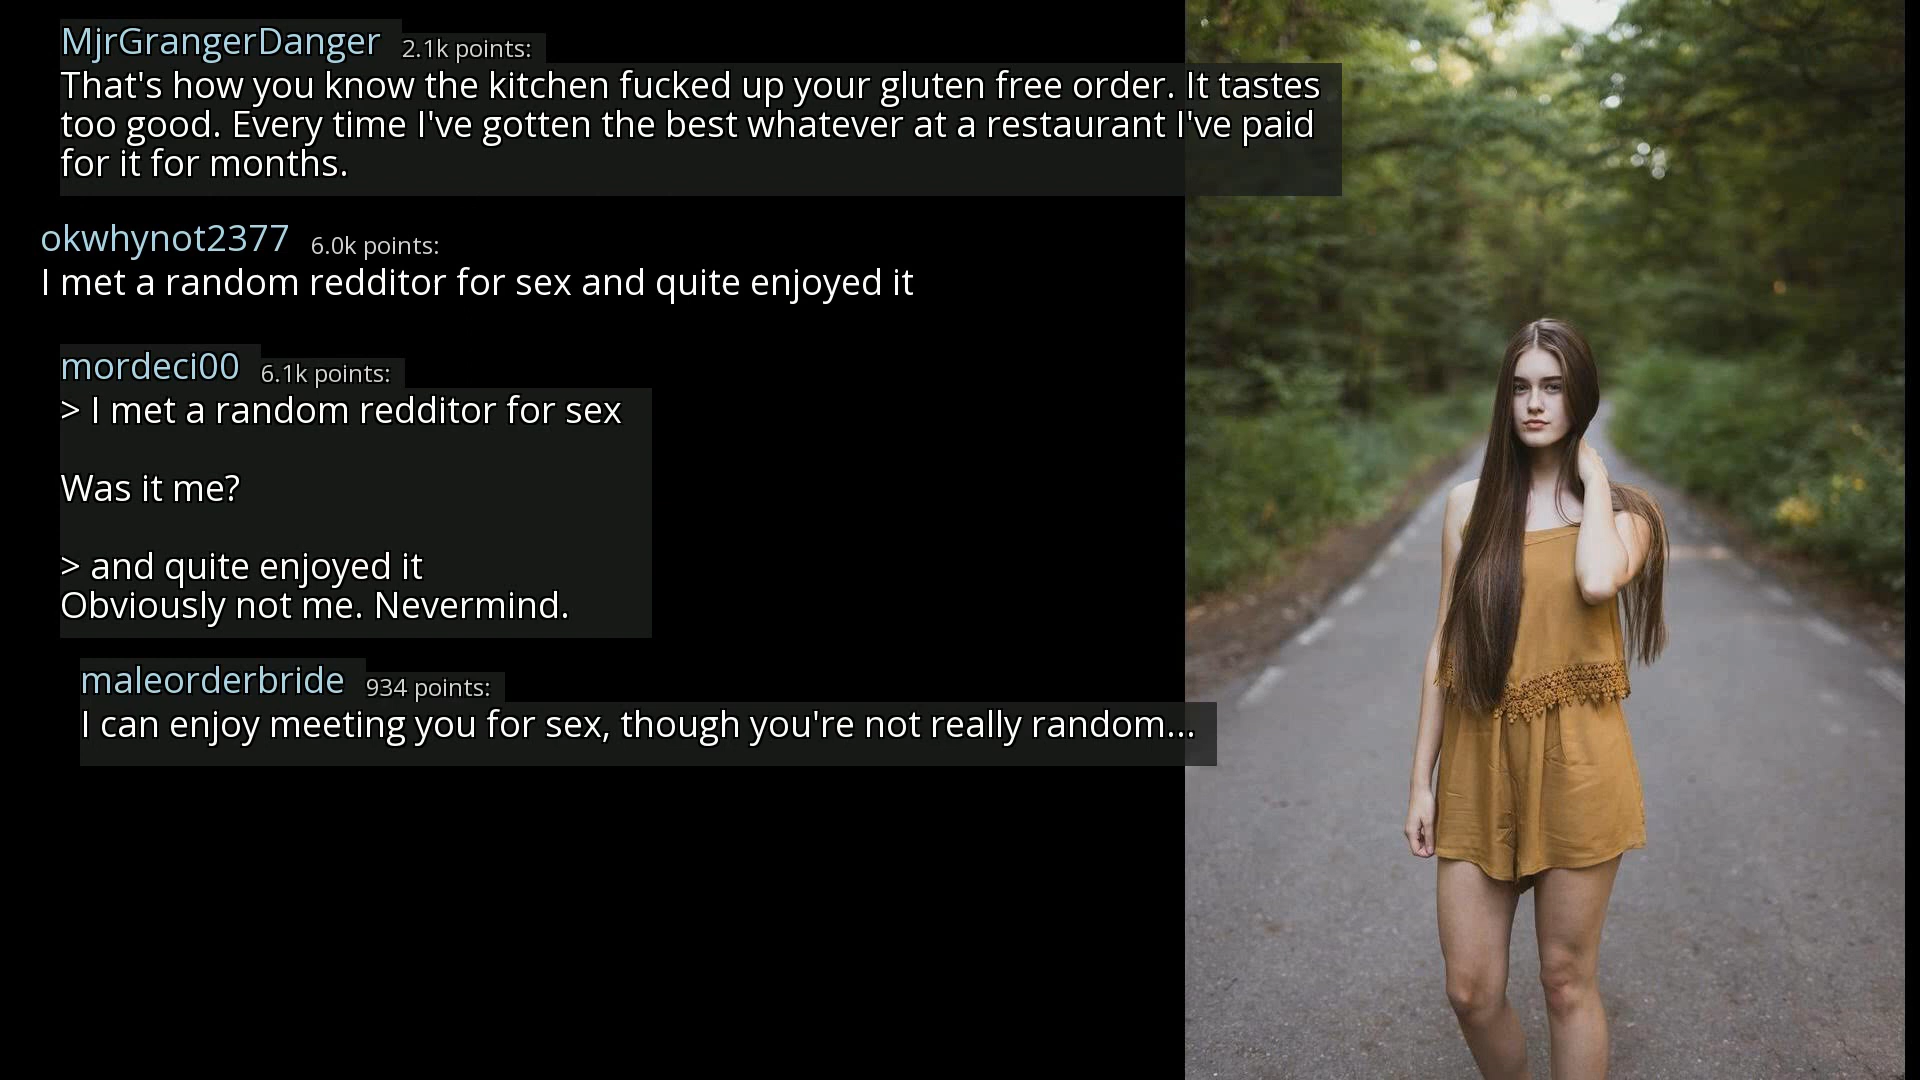 MjrGrangerDanger 2.1k points:
That's how you know the kitchen fucked up your gluten free order. It tastes
too good. Every time I've gotten the best whatever at a restaurant I've paid
for it for months.
okwhynot2377 6.0k points:
I met a random redditor for sex and quite enjoyed it
mordeci00 6.1k points:
> I met a random redditor for sex
Was it me?
> and quite enjoyed it
Obviously not me. Nevermind.
maleorderbride 934 points:
I can enjoy meeting you for sex, though you're not really random...